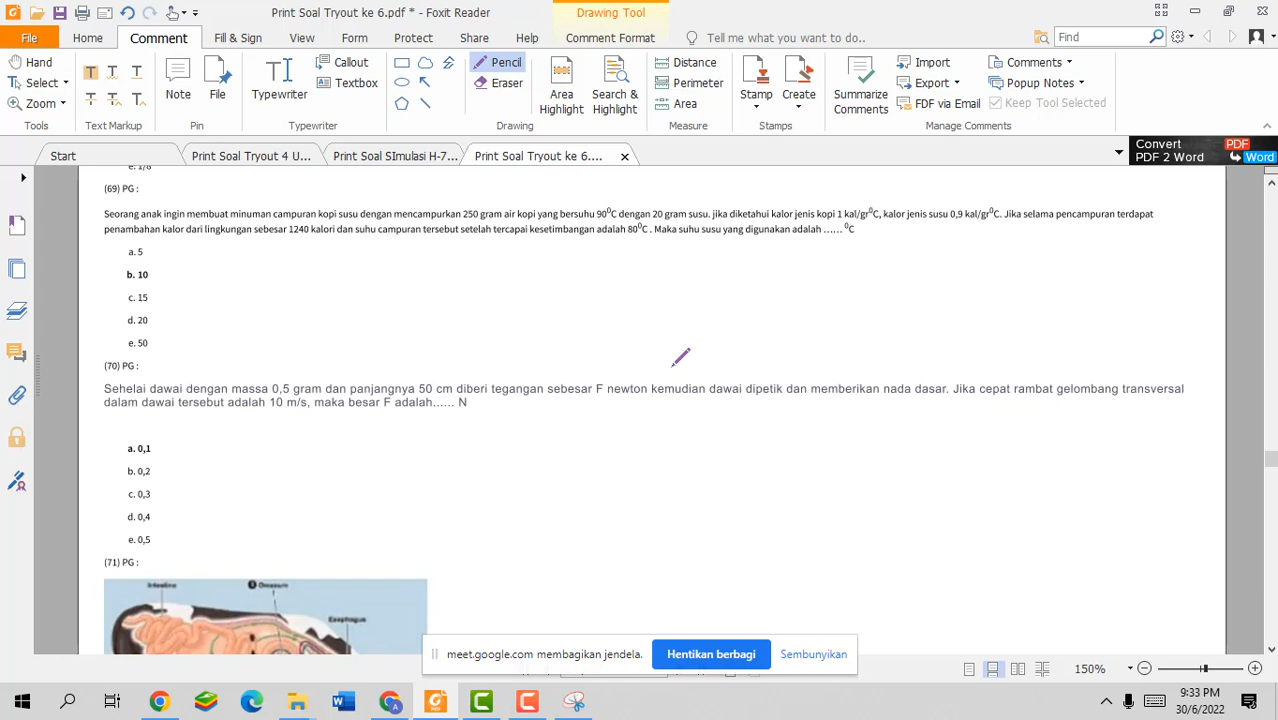 Print Soal Tryout ke 6.pdf * - Foxit Reader
Drawing Tool
File
Home
Comment
Fill & Sign
View
Form
Protect
Share
Help
Comment Format
Tell me what you want to do..
Find
Hand
Select
Zoom
Tools
Text Markup
Note
File
Pin
Typewriter
Callout
Textbox
Typewriter
Pencil
Eraser
Drawing
Area Highlight
Search & Highlight
Distance
Perimeter
Area
Measure
Stamp
Create
Stamps
Summarize Comments
Import
Export
FDF via Email
Comments
Popup Notes
Keep Tool Selected
Manage Comments
Start
Print Soal Tryout 4 U...
Print Soal SImulasi H-7...
Print Soal Tryout ke 6....
Convert PDF
PDF 2 Word Word
e. 1/8
(69) PG :
Seorang anak ingin membuat minuman campuran kopi susu dengan mencampurkan 250 gram air kopi yang bersuhu 90⁰C dengan 20 gram susu. jika diketahui kalor jenis kopi 1 kal/gr⁰C, kalor jenis susu 0,9 kal/gr⁰C. Jika selama pencampuran terdapat
penambahan kalor dari lingkungan sebesar 1240 kalori dan suhu campuran tersebut setelah tercapai kesetimbangan adalah 80⁰C . Maka suhu susu yang digunakan adalah ...... ⁰C
a. 5
b. 10
c. 15
d. 20
e. 50
(70) PG :
Sehelai dawai dengan massa 0,5 gram dan panjangnya 50 cm diberi tegangan sebesar F newton kemudian dawai dipetik dan memberikan nada dasar. Jika cepat rambat gelombang transversal
dalam dawai tersebut adalah 10 m/s, maka besar F adalah...... N
a. 0,1
b. 0,2
c. 0,3
d. 0,4
e. 0,5
(71) PG :
Intestine
Omasum
Esophagus
meet.google.com membagikan jendela.
Hentikan berbagi
Sembunyikan
150%
9:33 PM
30/6/2022